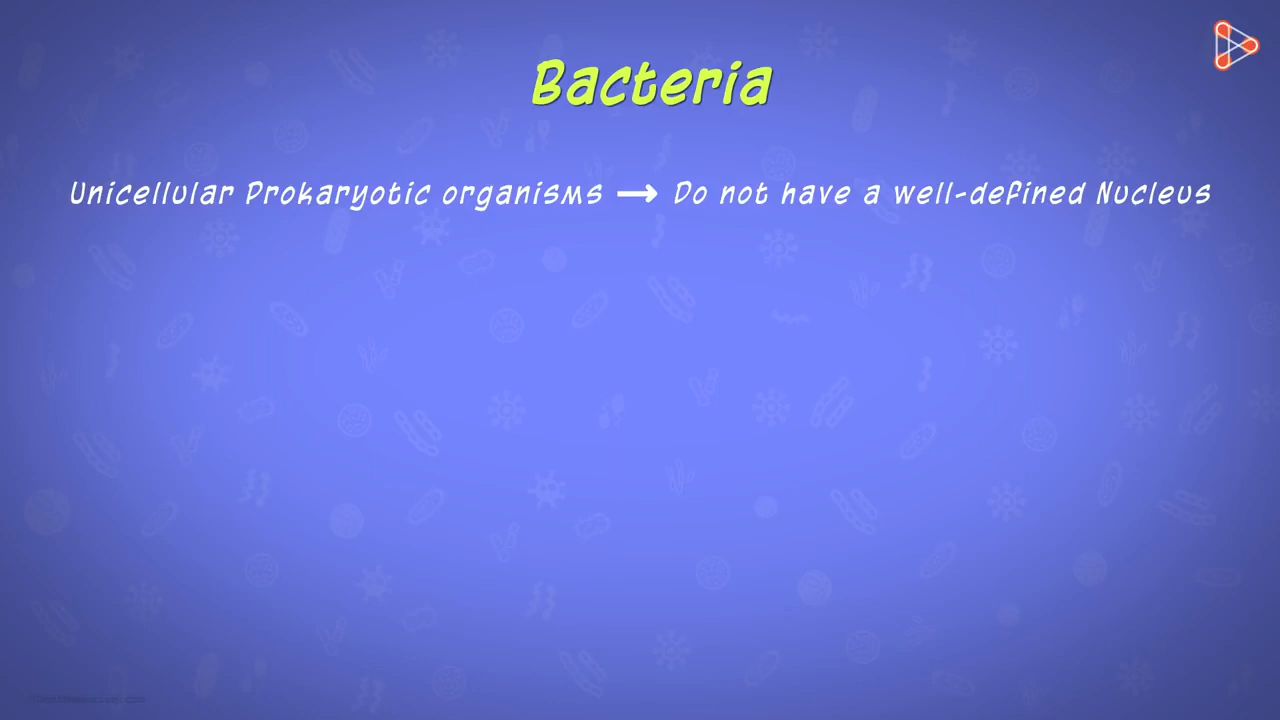 Bacteria
Unicellular Prokaryotic organisms → Do not have a well-defined Nucleus